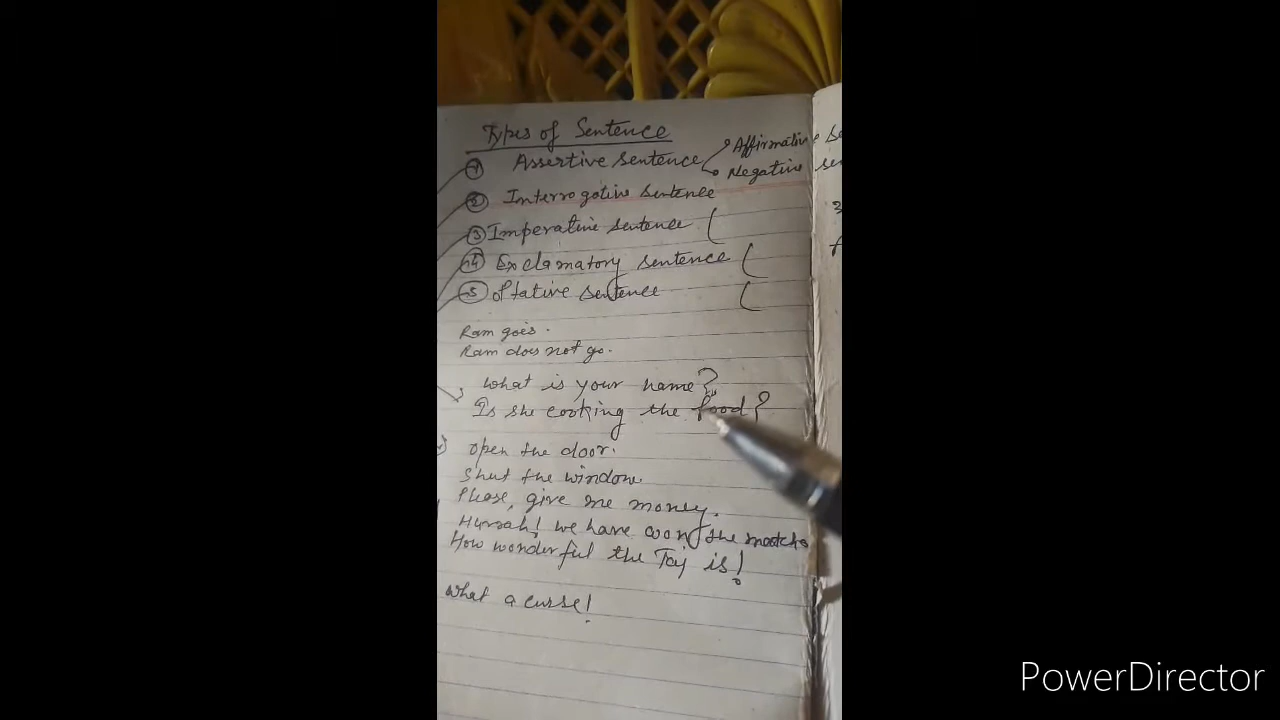 Types of Sentence
1 Assertive sentence Affirmative se
Negative sen
2 Interrogative sentence
3 Imperative sentence (
4 Exclamatory sentence (
5 optative sentence (
Ram goes.
Ram does not go.
What is your name?
Is she cooking the food?
open the door.
Shut the window.
Please, give me money.
Hurrah! we have won the match
How wonderful the Taj is!
What a curse!
PowerDirector